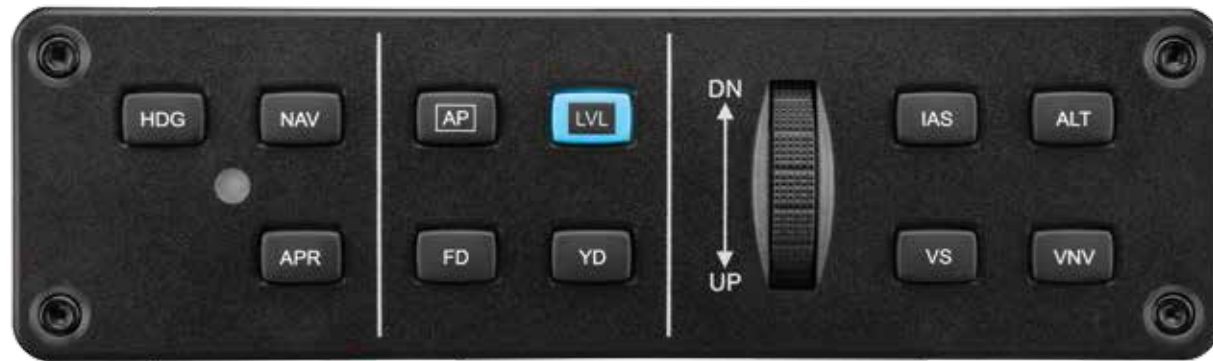 HDG NAV
APR
AP LVL
FD YD
DN
UP
IAS ALT
VS VNV